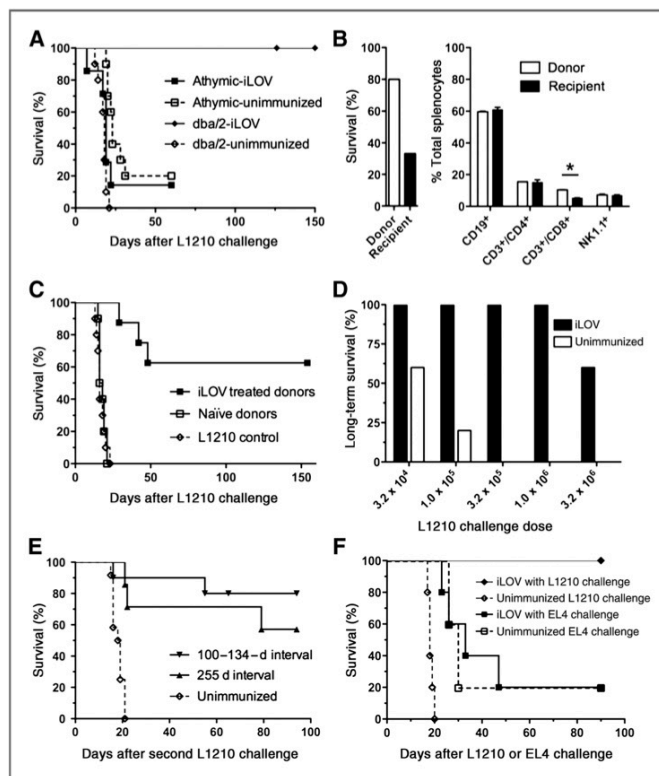 A
Survival (%)
100
80
60
40
20
0
0 50 100 150
Days after L1210 challenge
Athymic-iLOV
Athymic-unimmunized
dba/2-iLOV
dba/2-unimmunized
B
Survival (%)
100
80
60
40
20
0
Donor
Recipient
% Total splenocytes
100
80
60
40
20
0
Donor
Recipient
*
CD19+
CD3+/CD4+
CD3+/CD8+
NK1.1+
C
Survival (%)
100
80
60
40
20
0
0 50 100 150
Days after L1210 challenge
iLOV treated donors
Naïve donors
L1210 control
D
Long-term survival (%)
100
75
50
25
0
iLOV
Unimmunized
3.2 x 10⁴
1.0 x 10⁵
3.2 x 10⁵
1.0 x 10⁶
3.2 x 10⁶
L1210 challenge dose
E
Survival (%)
100
80
60
40
20
0
0 20 40 60 80 100
Days after second L1210 challenge
100–134–d interval
255 d interval
Unimmunized
F
Survival (%)
100
80
60
40
20
0
0 20 40 60 80 100
Days after L1210 or EL4 challenge
iLOV with L1210 challenge
Unimmunized L1210 challenge
iLOV with EL4 challenge
Unimmunized EL4 challenge